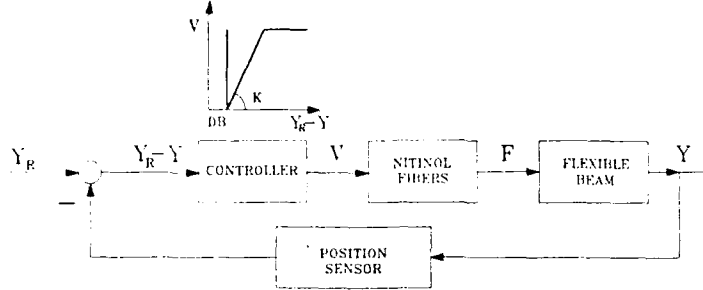 V
K
DB
Y_R-Y
Y_R
Y_R-Y
CONTROLLER
V
NITINOL
FIBERS
F
FLEXIBLE
BEAM
Y
−
POSITION
SENSOR